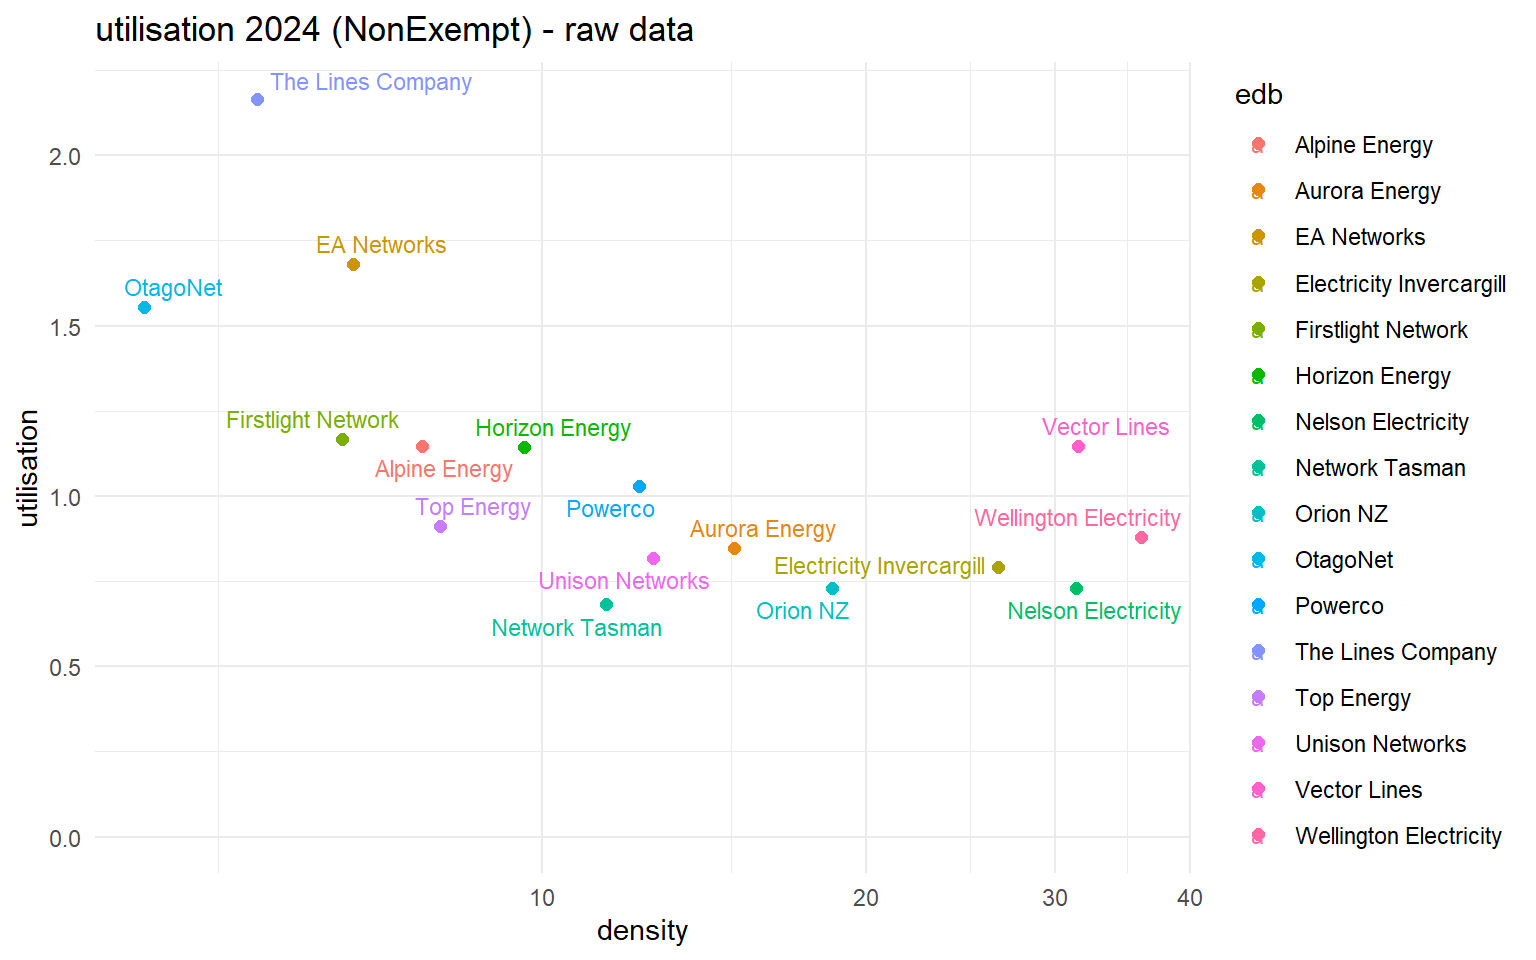 utilisation 2024 (NonExempt) - raw data
The Lines Company
EA Networks
OtagoNet
Firstlight Network
Horizon Energy
Vector Lines
Alpine Energy
Top Energy
Powerco
Wellington Electricity
Aurora Energy
Electricity Invercargill
Unison Networks
Orion NZ
Nelson Electricity
Network Tasman
utilisation
2.0
1.5
1.0
0.5
0.0
10
20
30
40
density
edb
a Alpine Energy
a Aurora Energy
a EA Networks
a Electricity Invercargill
a Firstlight Network
a Horizon Energy
a Nelson Electricity
a Network Tasman
a Orion NZ
a OtagoNet
a Powerco
a The Lines Company
a Top Energy
a Unison Networks
a Vector Lines
a Wellington Electricity